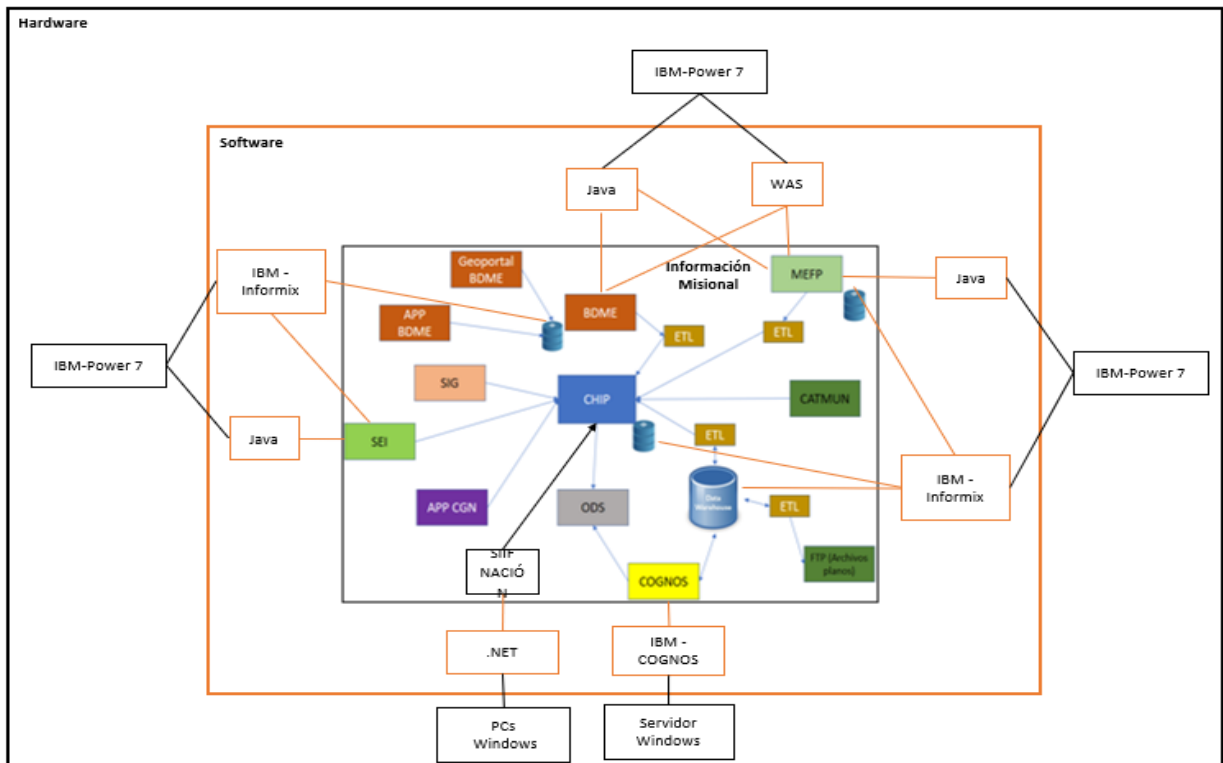 Hardware
IBM-Power 7
Software
Java
WAS
IBM -
Informix
Geoportal
BDME
Información
Misional
MEFP
Java
APP
BDME
BDME
ETL
ETL
IBM-Power 7
IBM-Power 7
SIG
CHIP
CATMUN
Java
SEI
ETL
IBM -
Informix
APP CGN
ODS
Data
Warehouse
ETL
SIIF
NACIÓ
N
COGNOS
FTP (Archivos
planos)
.NET
IBM -
COGNOS
PCs
Windows
Servidor
Windows